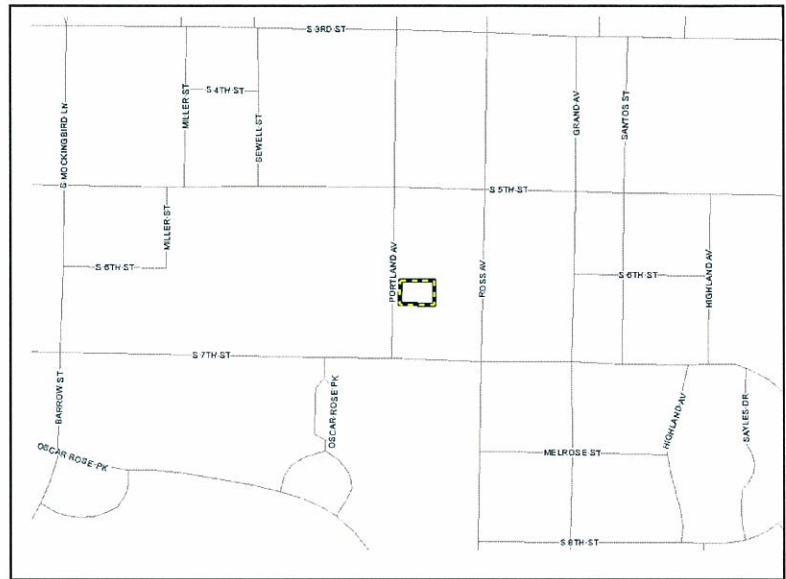 S 3RD ST
S 4TH ST
S MOCKINGBIRD LN
MILLER ST
SEWELL ST
GRAND AV
SANTOS ST
S 5TH ST
MILLER ST
S 6TH ST
PORTLAND AV
ROSS AV
S 6TH ST
HIGHLAND AV
S 7TH ST
BARROW ST
OSCAR ROSE PK
OSCAR ROSE PK
HIGHLAND AV
SAYLES DR
MELROSE ST
S 8TH ST